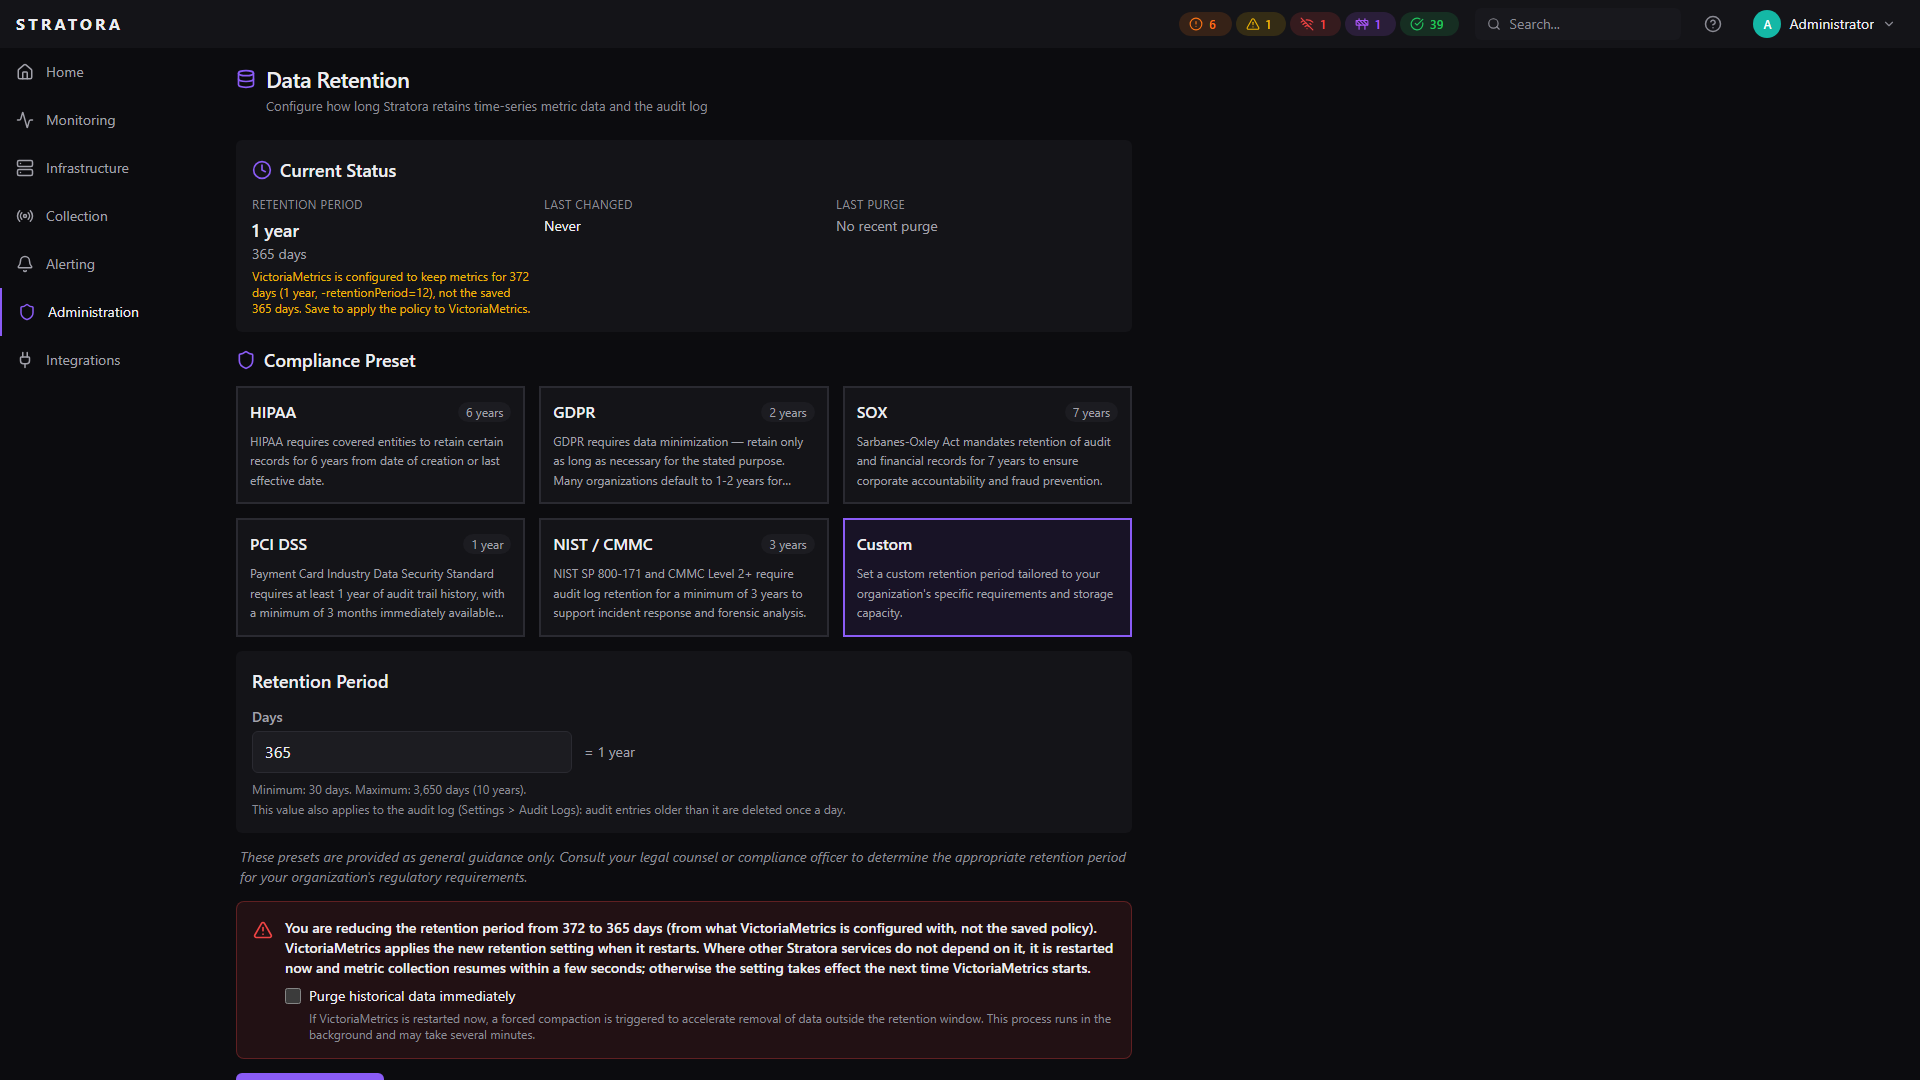 STRATORA
6
1
1
1
39
Search...
A
Administrator
Home
Monitoring
Infrastructure
Collection
Alerting
Administration
Integrations
Data Retention
Configure how long Stratora retains time-series metric data and the audit log
Current Status
RETENTION PERIOD
1 year
365 days
VictoriaMetrics is configured to keep metrics for 372
days (1 year, -retentionPeriod=12), not the saved
365 days. Save to apply the policy to VictoriaMetrics.
LAST CHANGED
Never
LAST PURGE
No recent purge
Compliance Preset
HIPAA
6 years
HIPAA requires covered entities to retain certain
records for 6 years from date of creation or last
effective date.
GDPR
2 years
GDPR requires data minimization — retain only
as long as necessary for the stated purpose.
Many organizations default to 1-2 years for...
SOX
7 years
Sarbanes-Oxley Act mandates retention of audit
and financial records for 7 years to ensure
corporate accountability and fraud prevention.
PCI DSS
1 year
Payment Card Industry Data Security Standard
requires at least 1 year of audit trail history, with
a minimum of 3 months immediately available...
NIST / CMMC
3 years
NIST SP 800-171 and CMMC Level 2+ require
audit log retention for a minimum of 3 years to
support incident response and forensic analysis.
Custom
Set a custom retention period tailored to your
organization's specific requirements and storage
capacity.
Retention Period
Days
365
= 1 year
Minimum: 30 days. Maximum: 3,650 days (10 years).
This value also applies to the audit log (Settings > Audit Logs): audit entries older than it are deleted once a day.
These presets are provided as general guidance only. Consult your legal counsel or compliance officer to determine the appropriate retention period
for your organization's regulatory requirements.
You are reducing the retention period from 372 to 365 days (from what VictoriaMetrics is configured with, not the saved policy).
VictoriaMetrics applies the new retention setting when it restarts. Where other Stratora services do not depend on it, it is restarted
now and metric collection resumes within a few seconds; otherwise the setting takes effect the next time VictoriaMetrics starts.
Purge historical data immediately
If VictoriaMetrics is restarted now, a forced compaction is triggered to accelerate removal of data outside the retention window. This process runs in the
background and may take several minutes.